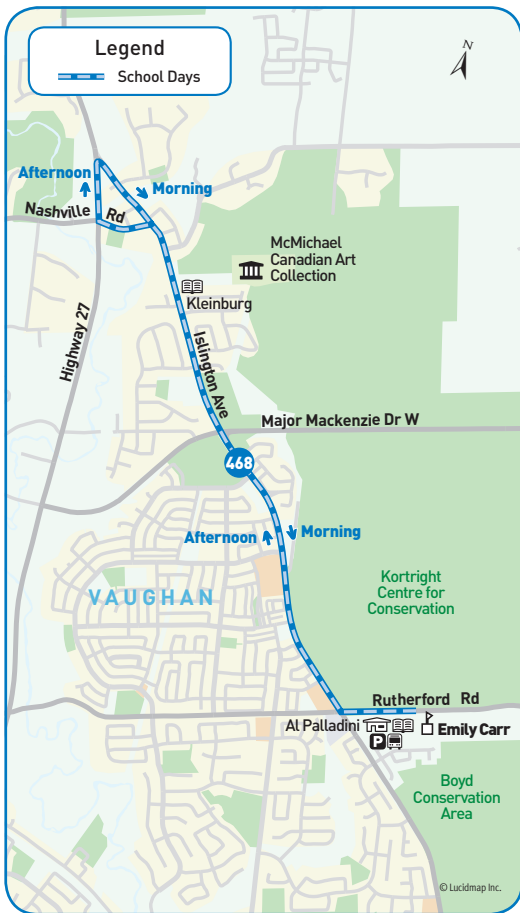 Legend
School Days
N
Afternoon
Morning
Nashville Rd
McMichael
Canadian Art
Collection
Kleinburg
Highway 27
Islington Ave
Major Mackenzie Dr W
468
Afternoon
Morning
VAUGHAN
Kortright
Centre for
Conservation
Rutherford Rd
Al Palladini
Emily Carr
P
Boyd
Conservation
Area
© Lucidmap Inc.